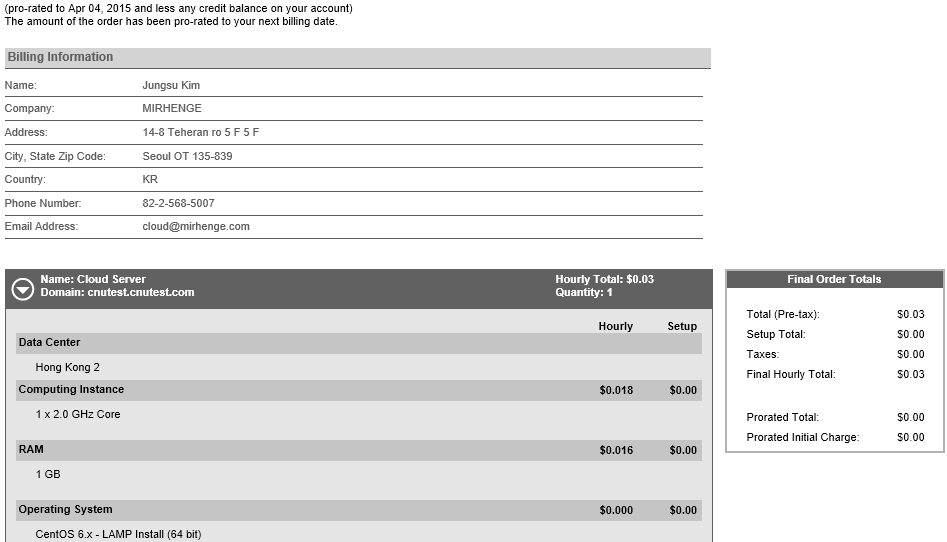 (pro-rated to Apr 04, 2015 and less any credit balance on your account)
The amount of the order has been pro-rated to your next billing date.
Billing Information
Name: Jungsu Kim
Company: MIRHENGE
Address: 14-8 Teheran ro 5 F 5 F
City, State Zip Code: Seoul OT 135-839
Country: KR
Phone Number: 82-2-568-5007
Email Address: cloud@mirhenge.com
Name: Cloud Server Hourly Total: $0.03
Domain: cnutest.cnutest.com Quantity: 1
Hourly Setup
Data Center
Hong Kong 2
Computing Instance $0.018 $0.00
1 x 2.0 GHz Core
RAM $0.016 $0.00
1 GB
Operating System $0.000 $0.00
CentOS 6.x - LAMP Install (64 bit)
Final Order Totals
Total (Pre-tax): $0.03
Setup Total: $0.00
Taxes: $0.00
Final Hourly Total: $0.03
Prorated Total: $0.00
Prorated Initial Charge: $0.00